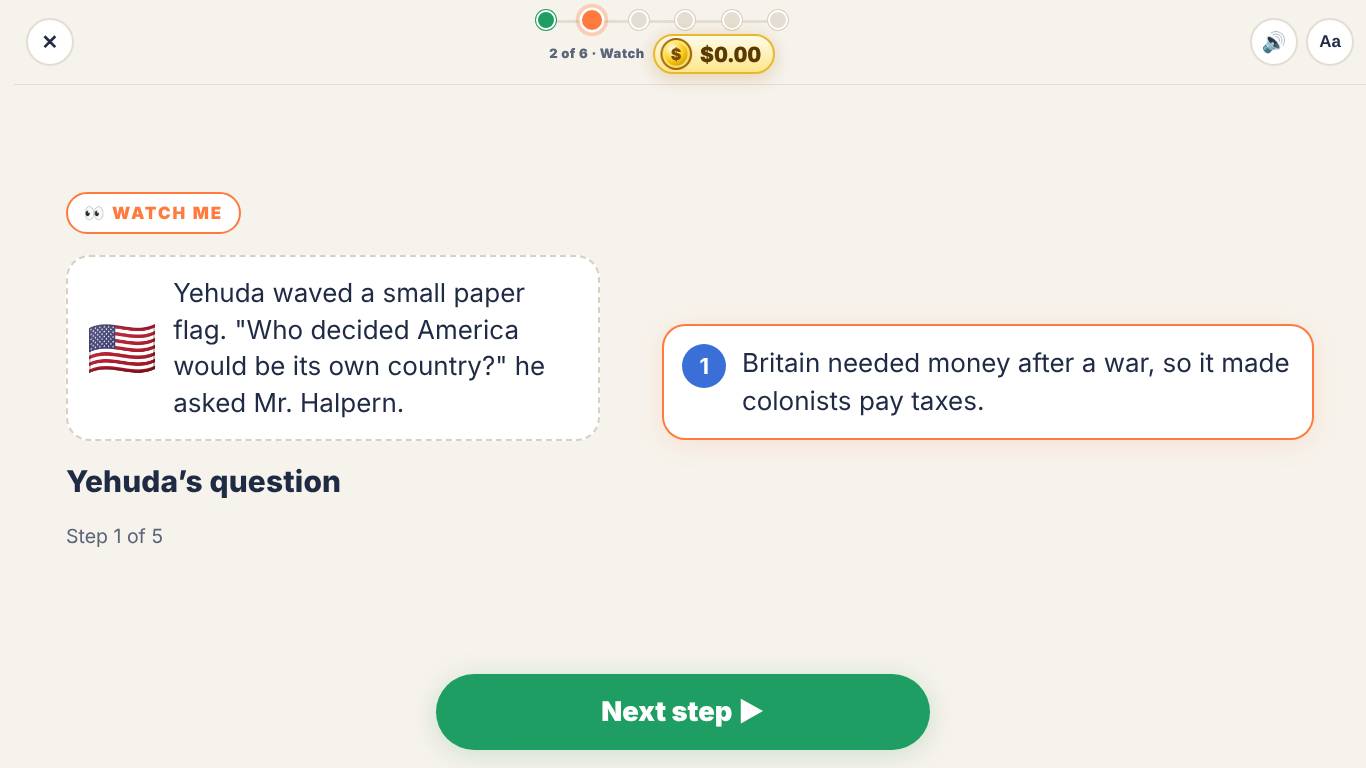 ✕
2 of 6 · Watch
$ $0.00
Aa
👀 WATCH ME
Yehuda waved a small paper
flag. "Who decided America
would be its own country?" he
asked Mr. Halpern.
Yehuda’s question
Step 1 of 5
1 Britain needed money after a war, so it made
colonists pay taxes.
Next step ▶